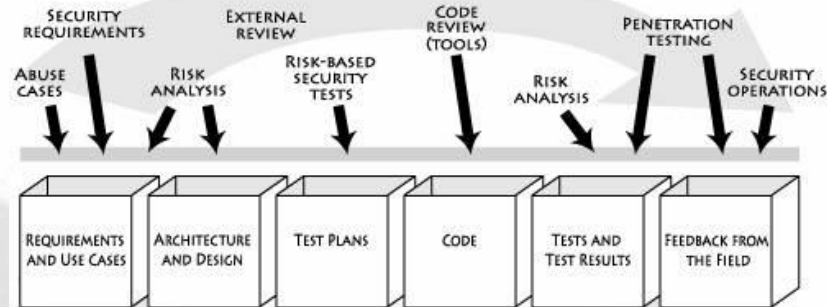 SECURITY
REQUIREMENTS
EXTERNAL
REVIEW
CODE
REVIEW
(TOOLS)
PENETRATION
TESTING
ABUSE
CASES
RISK
ANALYSIS
RISK-BASED
SECURITY
TESTS
RISK
ANALYSIS
SECURITY
OPERATIONS
REQUIREMENTS
AND USE CASES
ARCHITECTURE
AND DESIGN
TEST PLANS
CODE
TESTS AND
TEST RESULTS
FEEDBACK FROM
THE FIELD